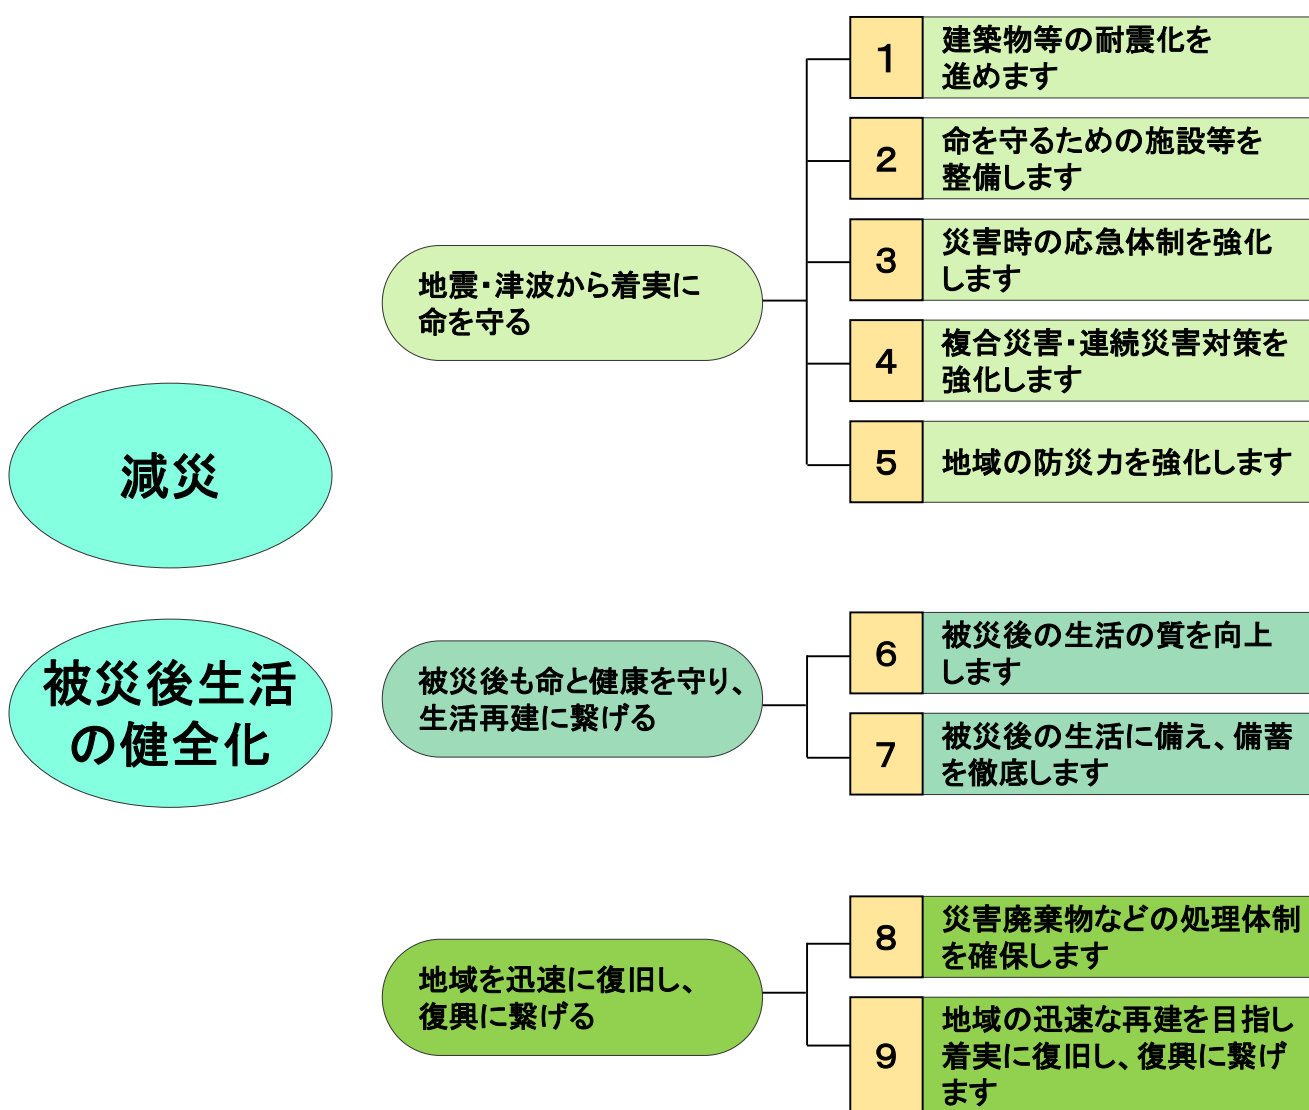 減災
被災後生活
の健全化
地震・津波から着実に
命を守る
1
建築物等の耐震化を
進めます
2
命を守るための施設等を
整備します
3
災害時の応急体制を強化
します
4
複合災害・連続災害対策を
強化します
5
地域の防災力を強化します
被災後も命と健康を守り、
生活再建に繋げる
6
被災後の生活の質を向上
します
7
被災後の生活に備え、備蓄
を徹底します
地域を迅速に復旧し、
復興に繋げる
8
災害廃棄物などの処理体制
を確保します
9
地域の迅速な再建を目指し
着実に復旧し、復興に繋げ
ます